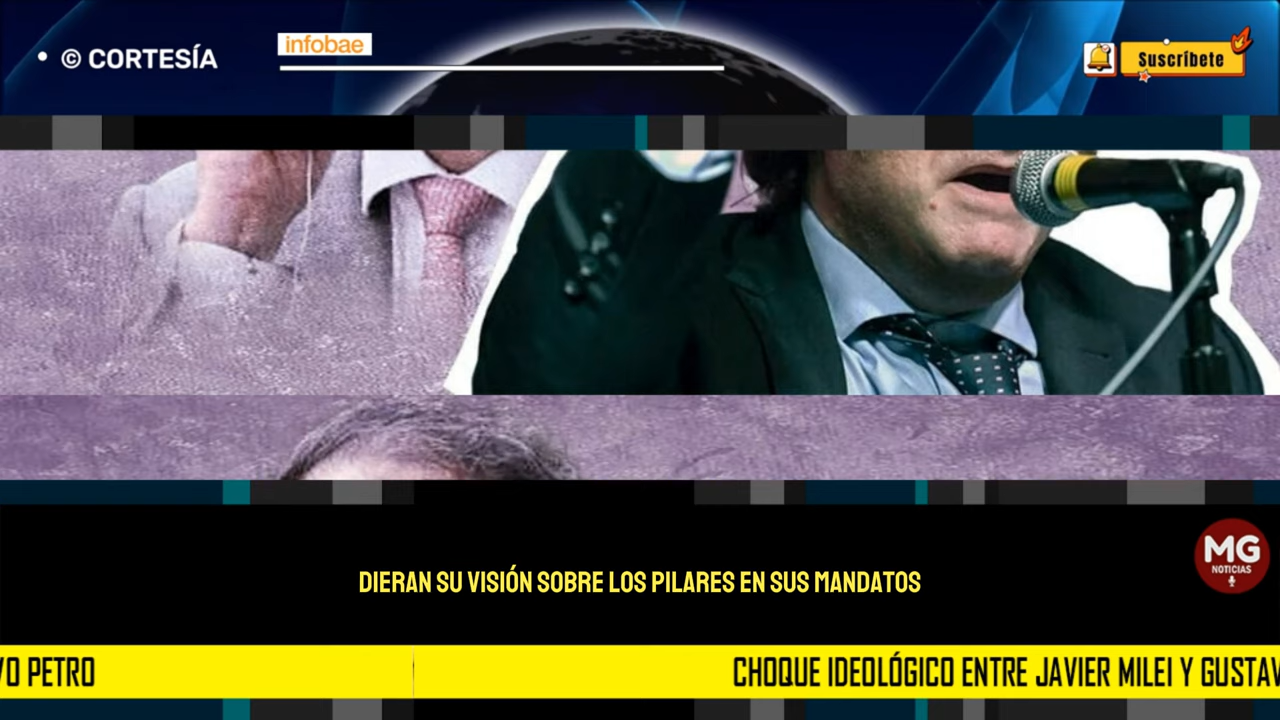 © CORTESÍA
infobae
Suscríbete
DIERAN SU VISIÓN SOBRE LOS PILARES EN SUS MANDATOS
MG
NOTICIAS
O PETRO
CHOQUE IDEOLÓGICO ENTRE JAVIER MILEI Y GUSTAV